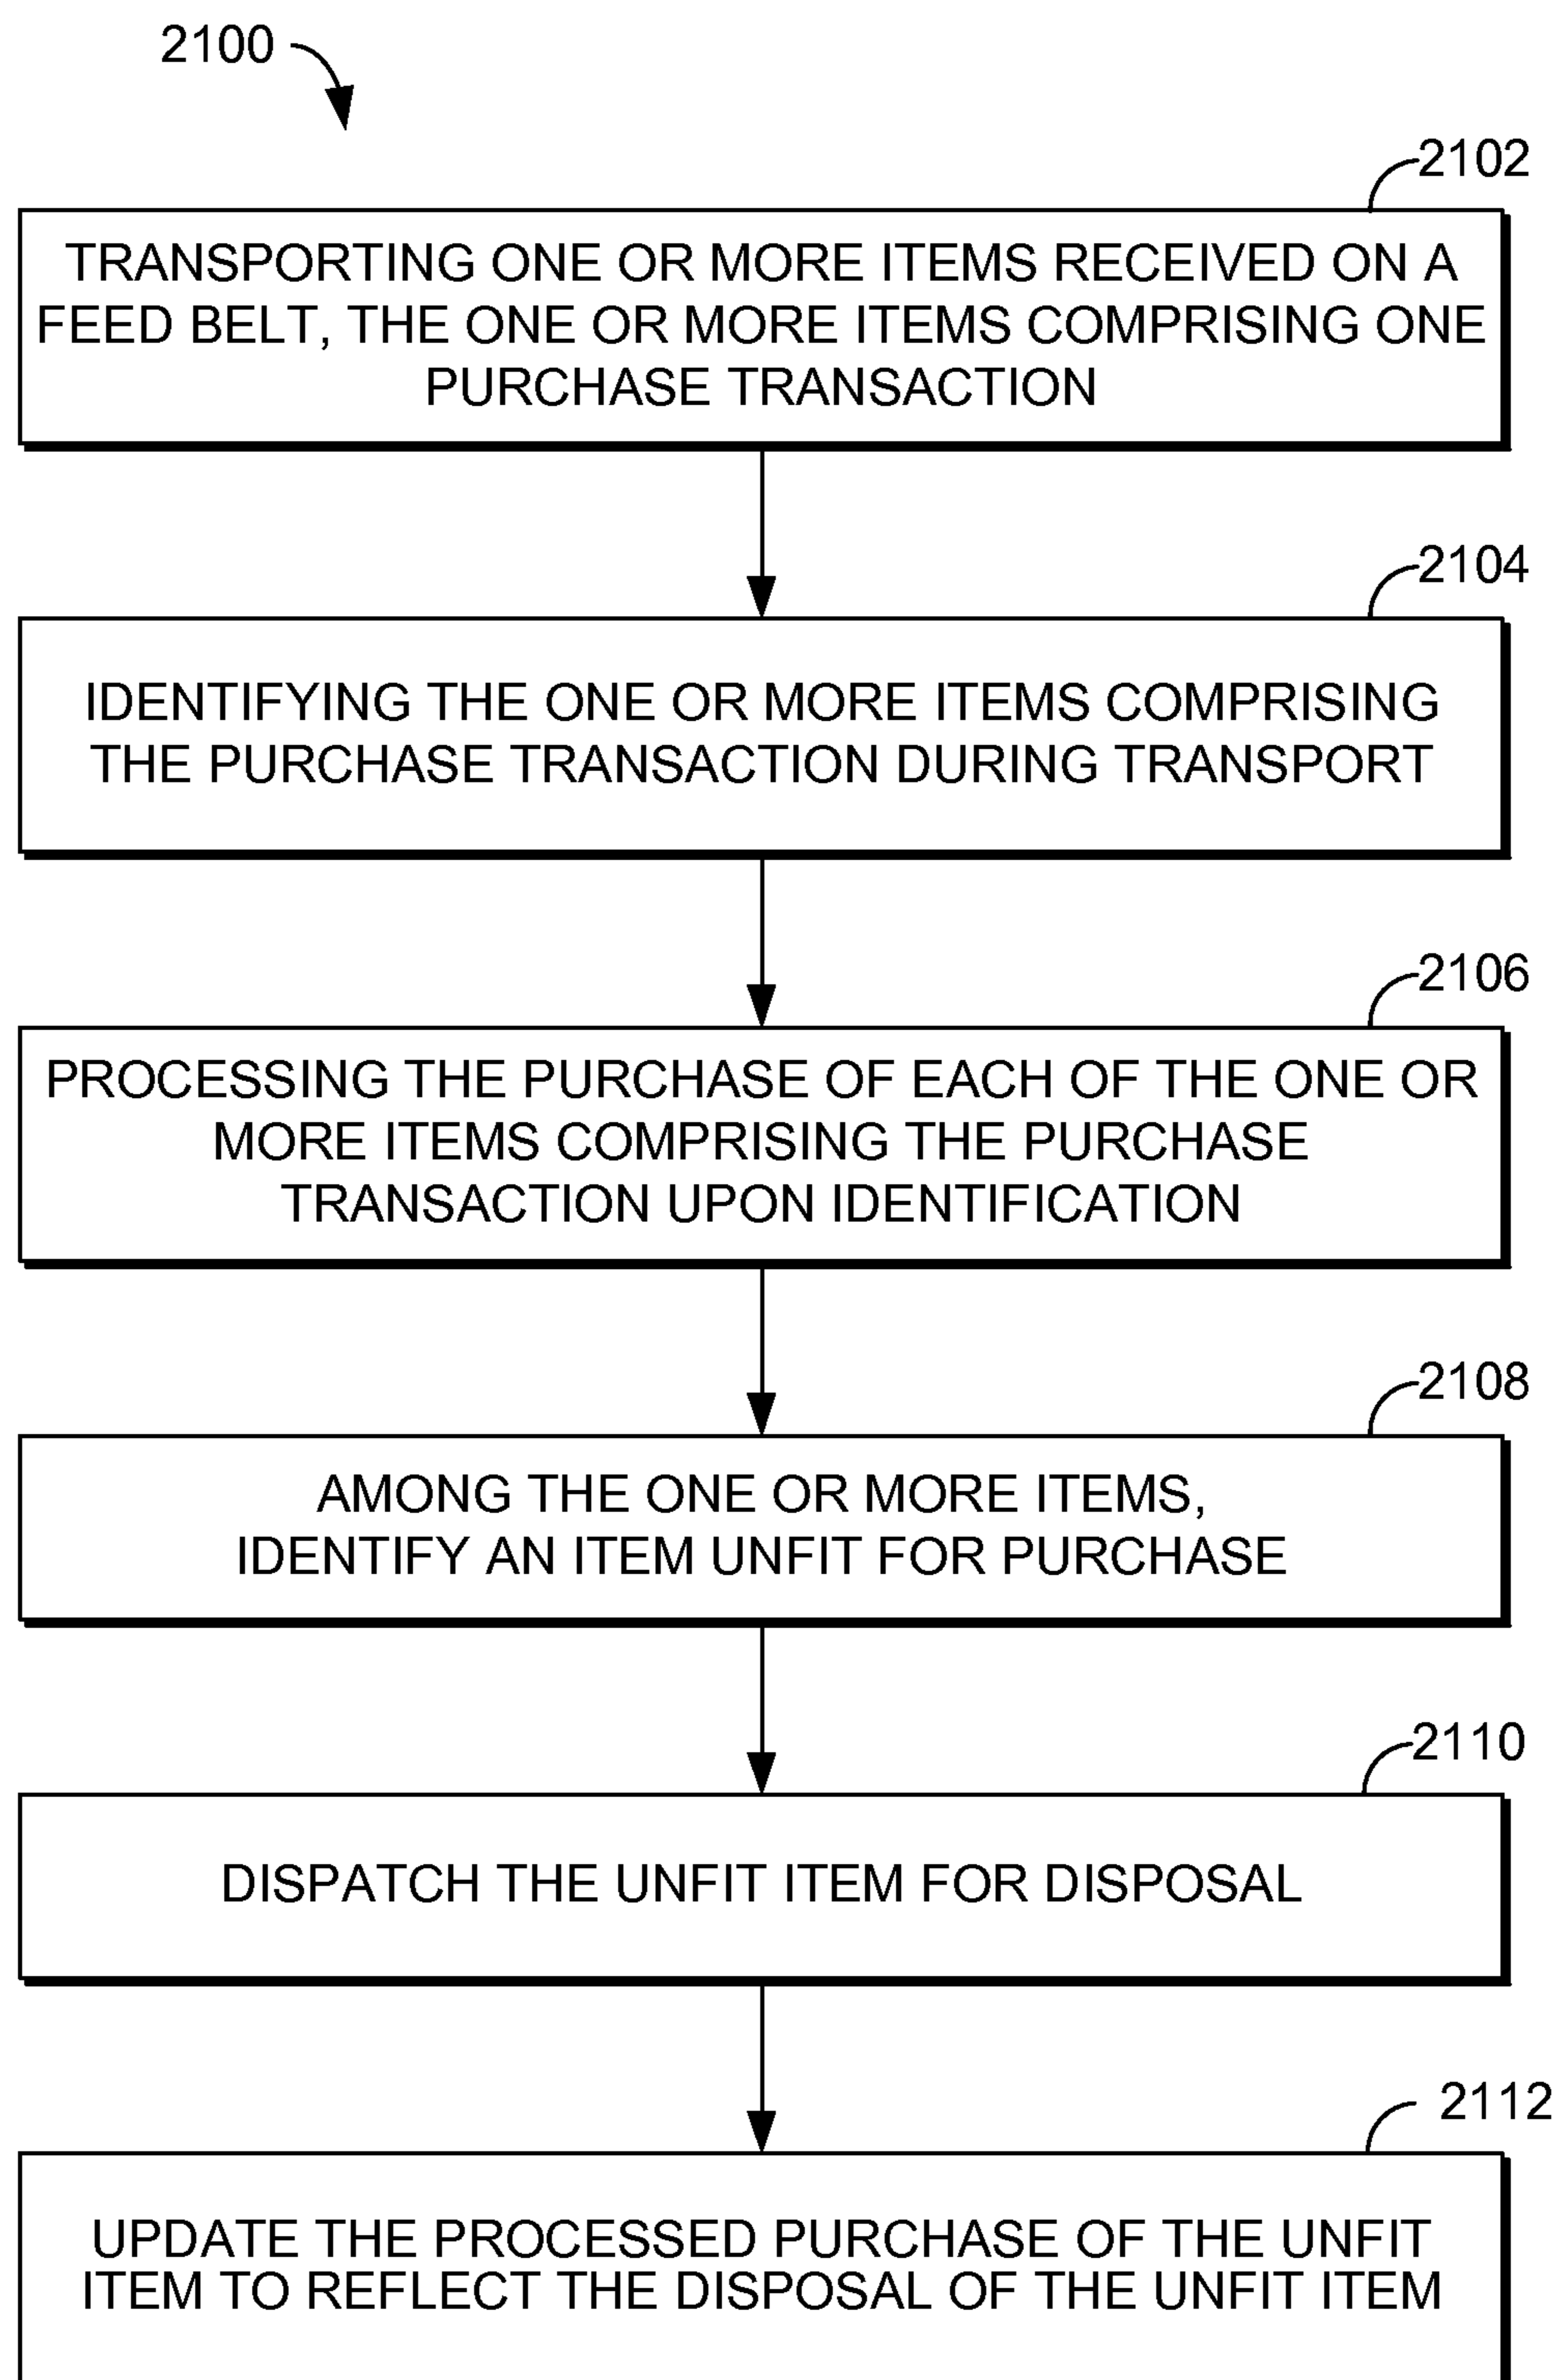 2100
2102
TRANSPORTING ONE OR MORE ITEMS RECEIVED ON A
FEED BELT, THE ONE OR MORE ITEMS COMPRISING ONE
PURCHASE TRANSACTION
2104
IDENTIFYING THE ONE OR MORE ITEMS COMPRISING
THE PURCHASE TRANSACTION DURING TRANSPORT
2106
PROCESSING THE PURCHASE OF EACH OF THE ONE OR
MORE ITEMS COMPRISING THE PURCHASE
TRANSACTION UPON IDENTIFICATION
2108
AMONG THE ONE OR MORE ITEMS,
IDENTIFY AN ITEM UNFIT FOR PURCHASE
2110
DISPATCH THE UNFIT ITEM FOR DISPOSAL
2112
UPDATE THE PROCESSED PURCHASE OF THE UNFIT
ITEM TO REFLECT THE DISPOSAL OF THE UNFIT ITEM